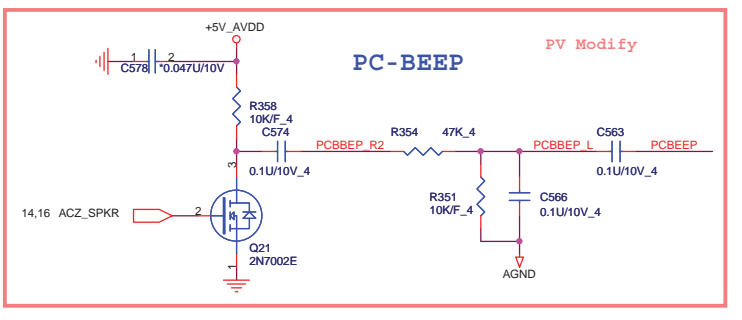 +5V_AVDD
PV Modify
PC-BEEP
1
2
C578
*0.047U/10V
R358
10K/F_4
C574
0.1U/10V_4
PCBBEP_R2
R354
47K_4
PCBBEP_L
C563
0.1U/10V_4
PCBEEP
3
R351
10K/F_4
C566
0.1U/10V_4
14,16 ACZ_SPKR
2
Q21
2N7002E
1
AGND